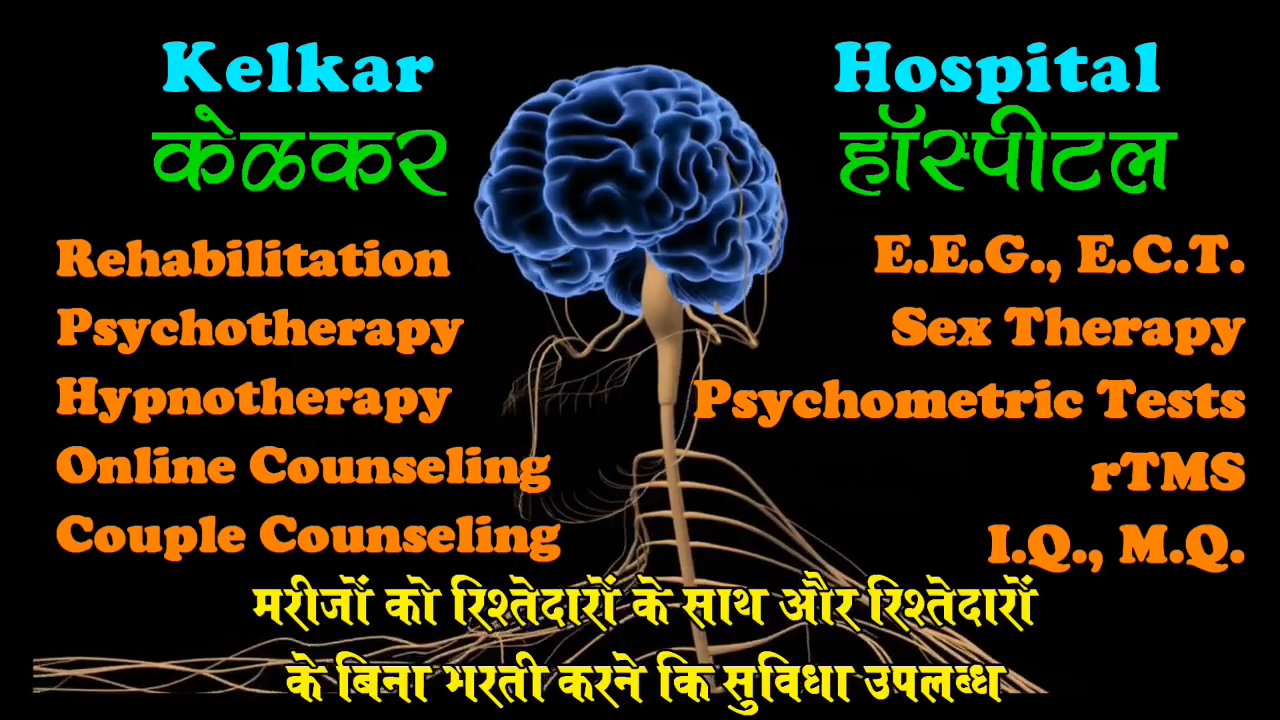 Kelkar Hospital
केळकर हॉस्पीटल
Rehabilitation
Psychotherapy
Hypnotherapy
Online Counseling
Couple Counseling
E.E.G., E.C.T.
Sex Therapy
Psychometric Tests
rTMS
I.Q., M.Q.
मरीजों को रिश्तेदारों के साथ और रिश्तेदारों
के बिना भरती करने कि सुविधा उपलब्ध